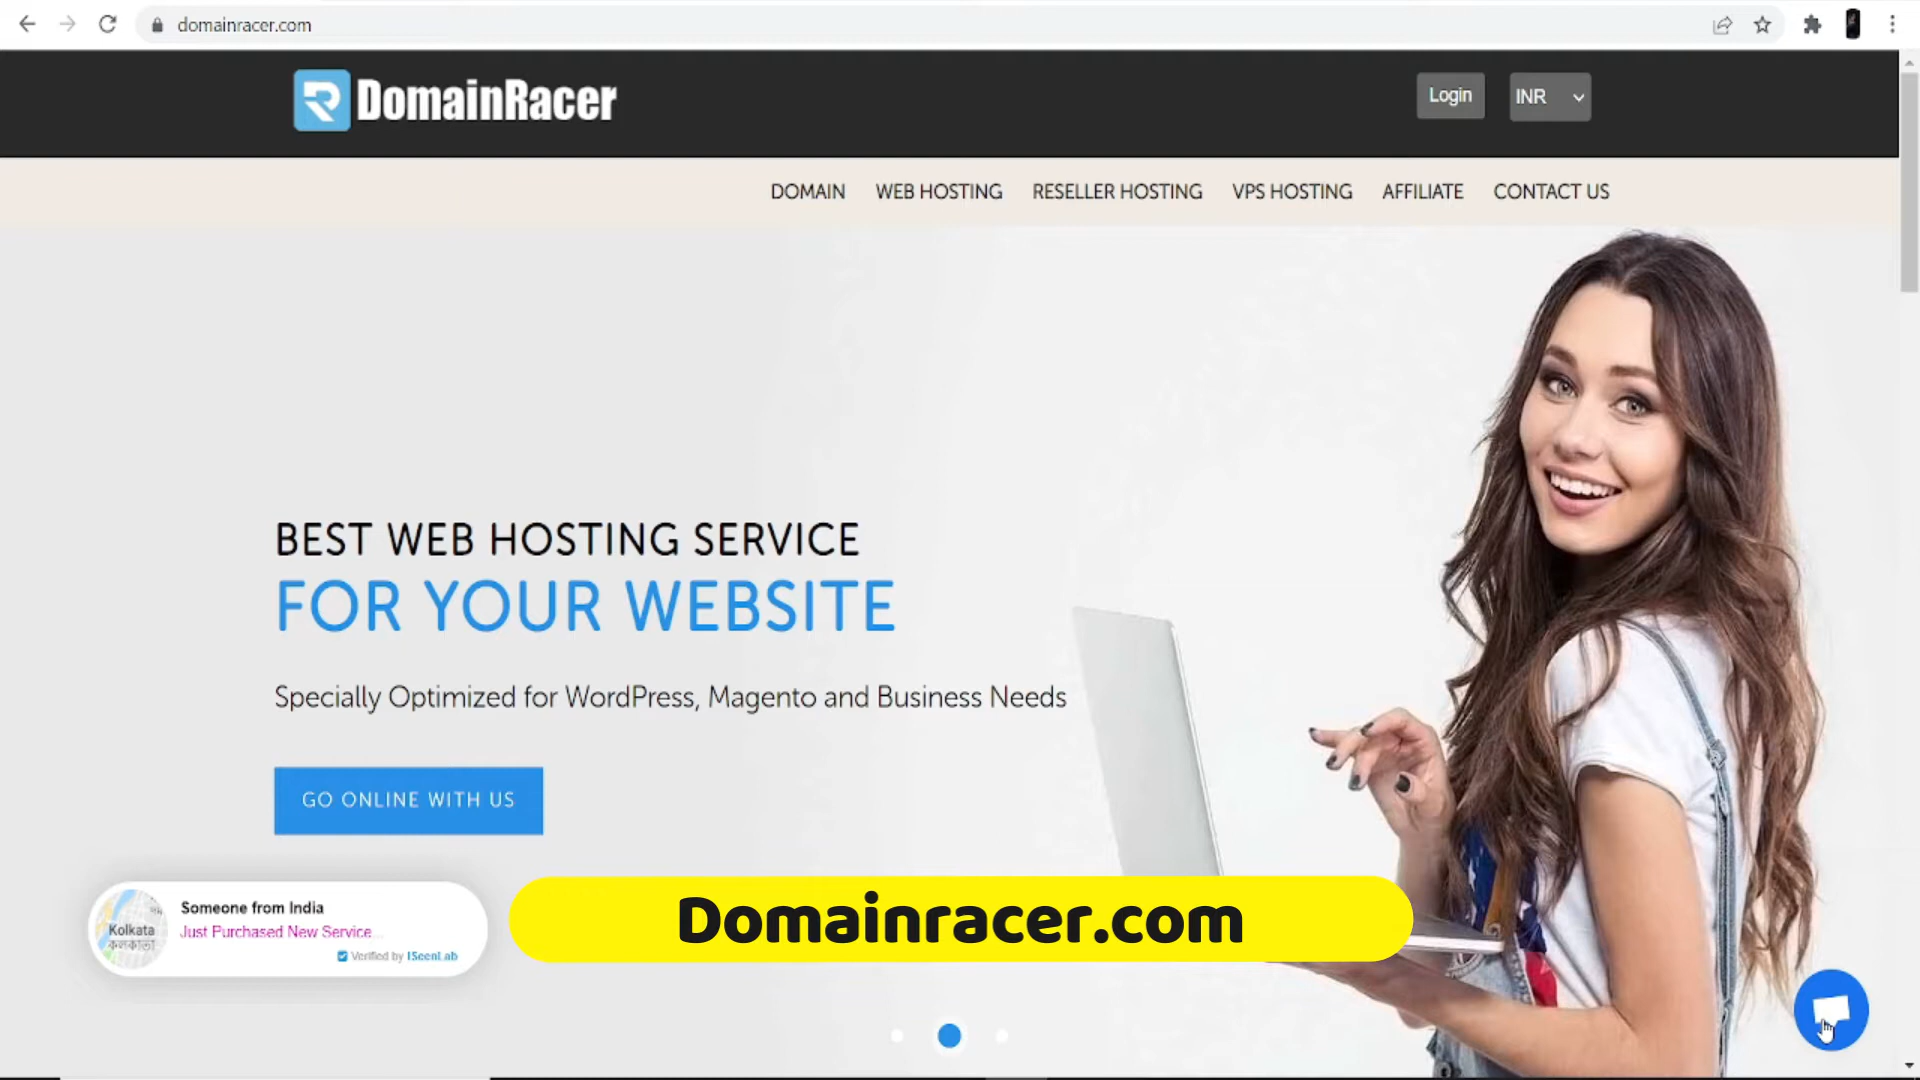 domainracer.com
DomainRacer
Login
INR
DOMAIN WEB HOSTING RESELLER HOSTING VPS HOSTING AFFILIATE CONTACT US
BEST WEB HOSTING SERVICE
FOR YOUR WEBSITE
Specially Optimized for WordPress, Magento and Business Needs
GO ONLINE WITH US
Kolkata
Someone from India
Just Purchased New Service...
Verified by ISeenLab
Domainracer.com